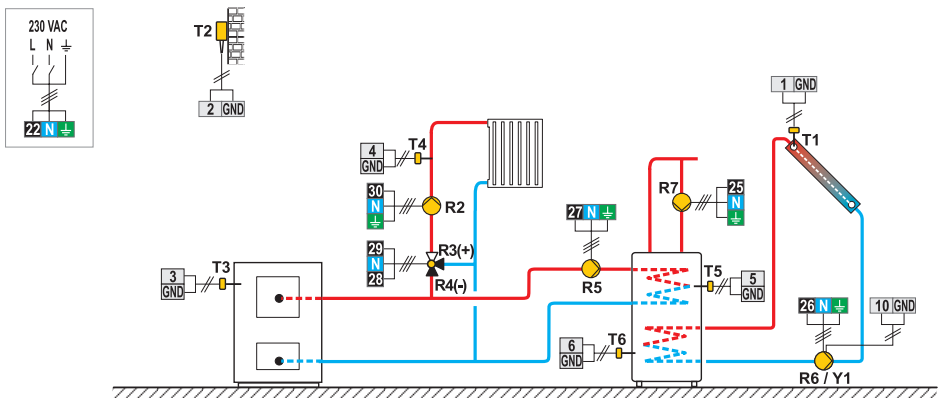 230 VAC
L N
22 N
T2
2 GND
4
GND
T4
30
N
R2
29
N
28
R3(+)
R4(-)
3
GND
T3
27 N
R5
R7
25
N
T5
5
GND
6
GND
T6
1 GND
T1
26 N
10 GND
R6 / Y1